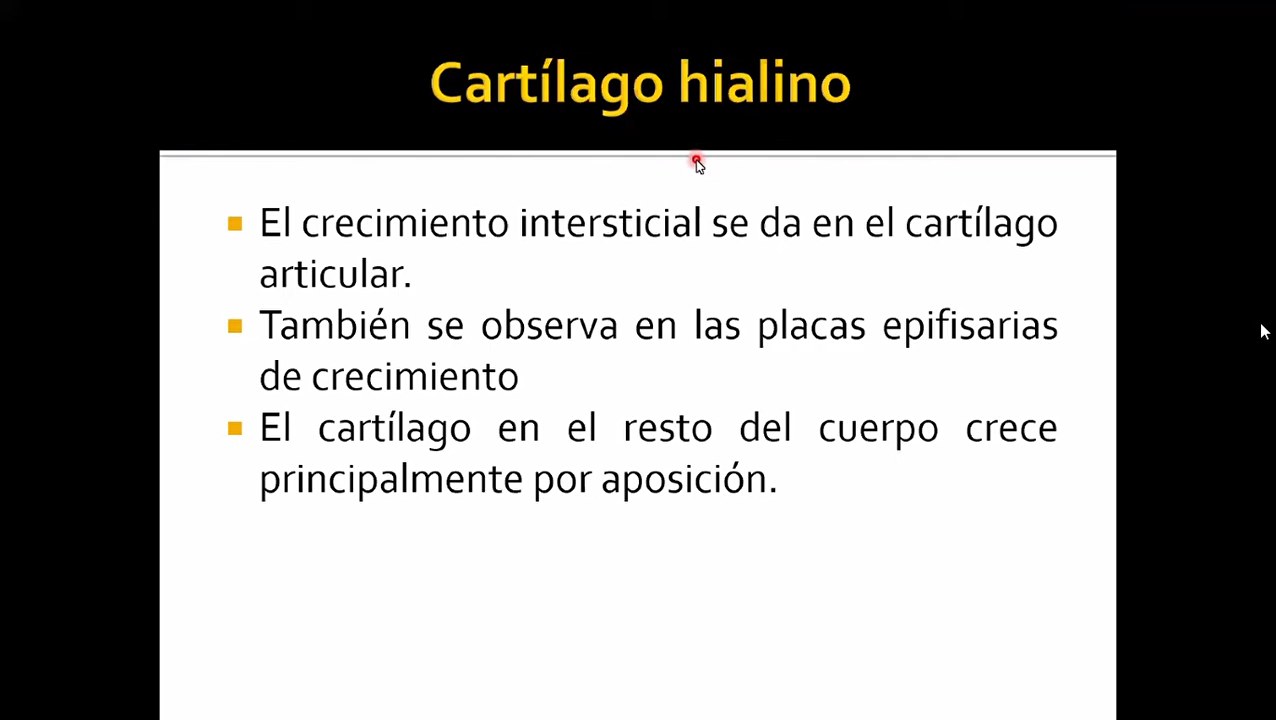 Cartílago hialino
El crecimiento intersticial se da en el cartílago
articular.
También se observa en las placas epifisarias
de crecimiento
El cartílago en el resto del cuerpo crece
principalmente por aposición.